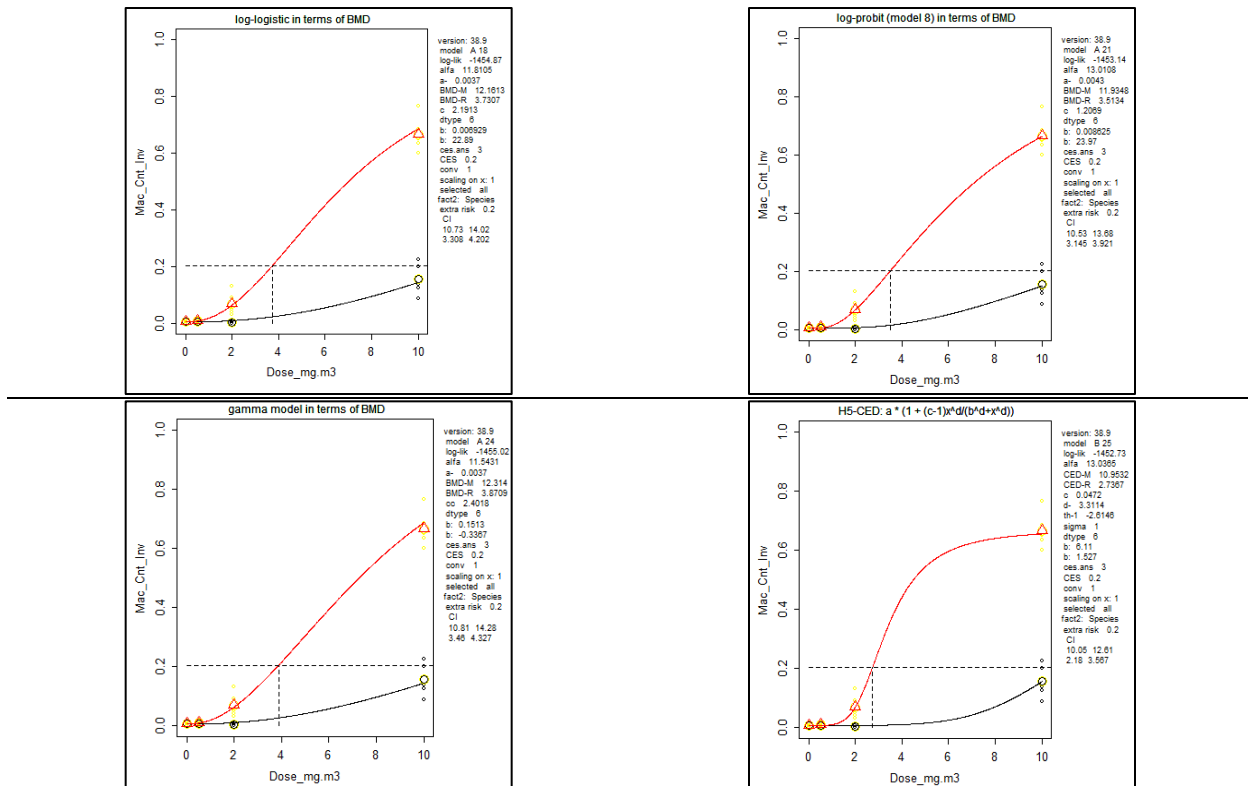 log-logistic in terms of BMD
version: 38.9
model A 18
log-lik -1454.87
alfa 11.8105
a- 0.0037
BMD-M 12.1613
BMD-R 3.7307
c 2.1913
dtype 6
b: 0.006929
b: 22.89
ces.ans 3
CES 0.2
conv 1
scaling on x: 1
selected all
fact2: Species
extra risk 0.2
CI
10.73 14.02
3.308 4.202
Mac_Cnt_Inv
1.0
0.8
0.6
0.4
0.2
0.0
0 2 4 6 8 10
Dose_mg.m3
log-probit (model 8) in terms of BMD
version: 38.9
model A 21
log-lik -1453.14
alfa 13.0108
a- 0.0043
BMD-M 11.9348
BMD-R 3.5134
c 1.2069
dtype 6
b: 0.008625
b: 23.97
ces.ans 3
CES 0.2
conv 1
scaling on x: 1
selected all
fact2: Species
extra risk 0.2
CI
10.53 13.68
3.145 3.921
Mac_Cnt_Inv
1.0
0.8
0.6
0.4
0.2
0.0
0 2 4 6 8 10
Dose_mg.m3
gamma model in terms of BMD
version: 38.9
model A 24
log-lik -1455.02
alfa 11.5431
a- 0.0037
BMD-M 12.314
BMD-R 3.8709
cc 2.4018
dtype 6
b: 0.1513
b: -0.3367
ces.ans 3
CES 0.2
conv 1
scaling on x: 1
selected all
fact2: Species
extra risk 0.2
CI
10.81 14.28
3.46 4.327
Mac_Cnt_Inv
1.0
0.8
0.6
0.4
0.2
0.0
0 2 4 6 8 10
Dose_mg.m3
H5-CED: a * (1 + (c-1)x^d/(b^d+x^d))
version: 38.9
model B 25
log-lik -1452.73
alfa 13.0365
CED-M 10.9532
CED-R 2.7367
c 0.0472
d- 3.3114
th-1 -2.6146
sigma 1
dtype 6
b: 6.11
b: 1.527
ces.ans 3
CES 0.2
conv 1
scaling on x: 1
selected all
fact2: Species
extra risk 0.2
CI
10.05 12.61
2.18 3.567
Mac_Cnt_Inv
1.0
0.8
0.6
0.4
0.2
0.0
0 2 4 6 8 10
Dose_mg.m3